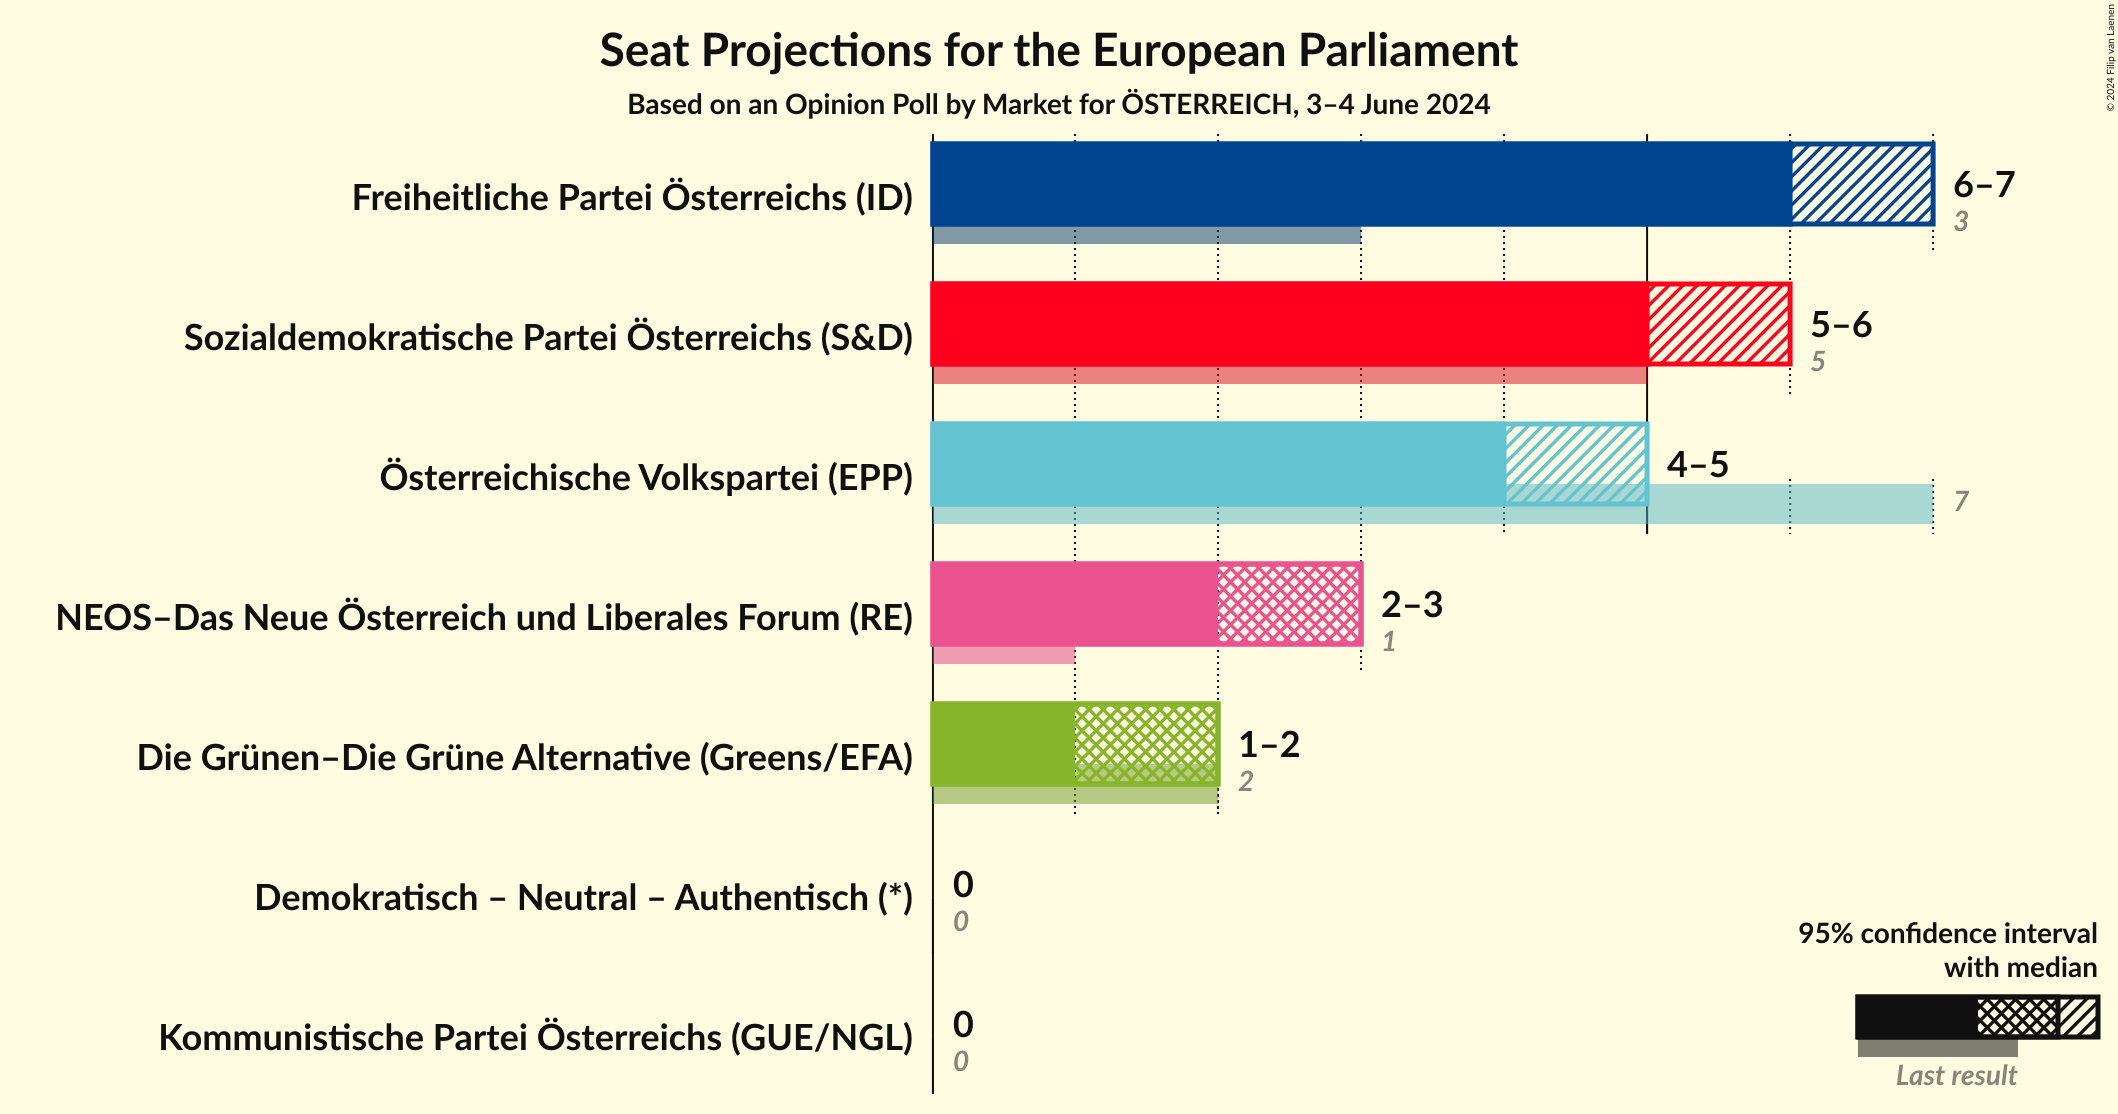 Seat Projections for the European Parliament
Based on an Opinion Poll by Market for ÖSTERREICH, 3–4 June 2024
© 2024 Filip van Laenen
Freiheitliche Partei Österreichs (ID)
6–7
3
Sozialdemokratische Partei Österreichs (S&D)
5–6
5
Österreichische Volkspartei (EPP)
4–5
7
NEOS–Das Neue Österreich und Liberales Forum (RE)
2–3
1
Die Grünen–Die Grüne Alternative (Greens/EFA)
1–2
2
Demokratisch – Neutral – Authentisch (*)
0
0
Kommunistische Partei Österreichs (GUE/NGL)
0
0
95% confidence interval
with median
Last result